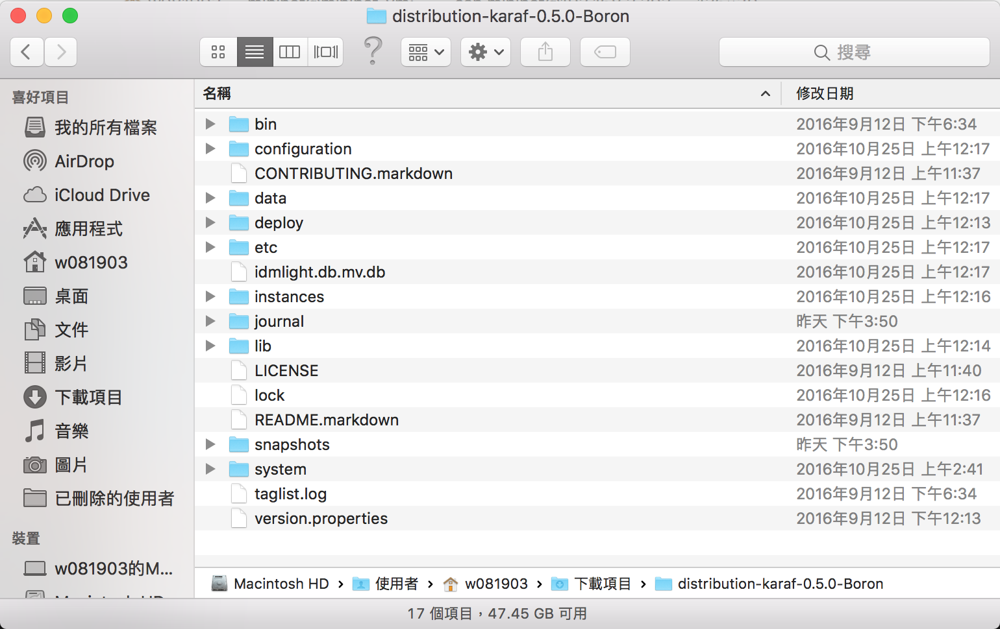 distribution-karaf-0.5.0-Boron
搜尋
喜好項目
我的所有檔案
AirDrop
iCloud Drive
應用程式
w081903
桌面
文件
影片
下載項目
音樂
圖片
已刪除的使用者
裝置
w081903的M...
名稱 修改日期
bin 2016年9月12日 下午6:34
configuration 2016年10月25日 上午12:17
CONTRIBUTING.markdown 2016年9月12日 上午11:37
data 2016年10月25日 上午12:17
deploy 2016年10月25日 上午12:13
etc 2016年10月25日 上午12:17
idmlight.db.mv.db 2016年10月25日 上午12:17
instances 2016年10月25日 上午12:16
journal 昨天 下午3:50
lib 2016年10月25日 上午12:14
LICENSE 2016年9月12日 上午11:40
lock 2016年10月25日 上午12:16
README.markdown 2016年9月12日 上午11:37
snapshots 昨天 下午3:50
system 2016年10月25日 上午2:41
taglist.log 2016年9月12日 下午6:34
version.properties 2016年9月12日 下午12:13
Macintosh HD › 使用者 › w081903 › 下載項目 › distribution-karaf-0.5.0-Boron
17 個項目，47.45 GB 可用